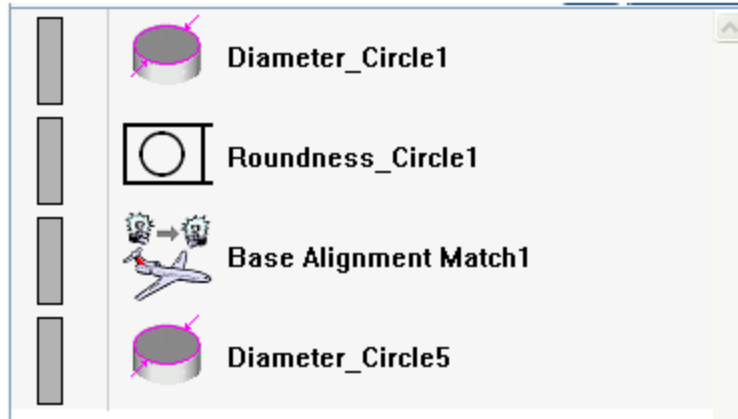 Diameter_Circle1
Roundness_Circle1
Base Alignment Match1
Diameter_Circle5